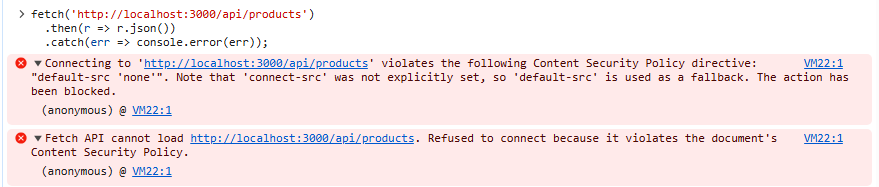 > fetch('http://localhost:3000/api/products')
.then(r => r.json())
.catch(err => console.error(err));
Connecting to 'http://localhost:3000/api/products' violates the following Content Security Policy directive: VM22:1
"default-src 'none'". Note that 'connect-src' was not explicitly set, so 'default-src' is used as a fallback. The action has
been blocked.
(anonymous) @ VM22:1
Fetch API cannot load http://localhost:3000/api/products. Refused to connect because it violates the document's VM22:1
Content Security Policy.
(anonymous) @ VM22:1